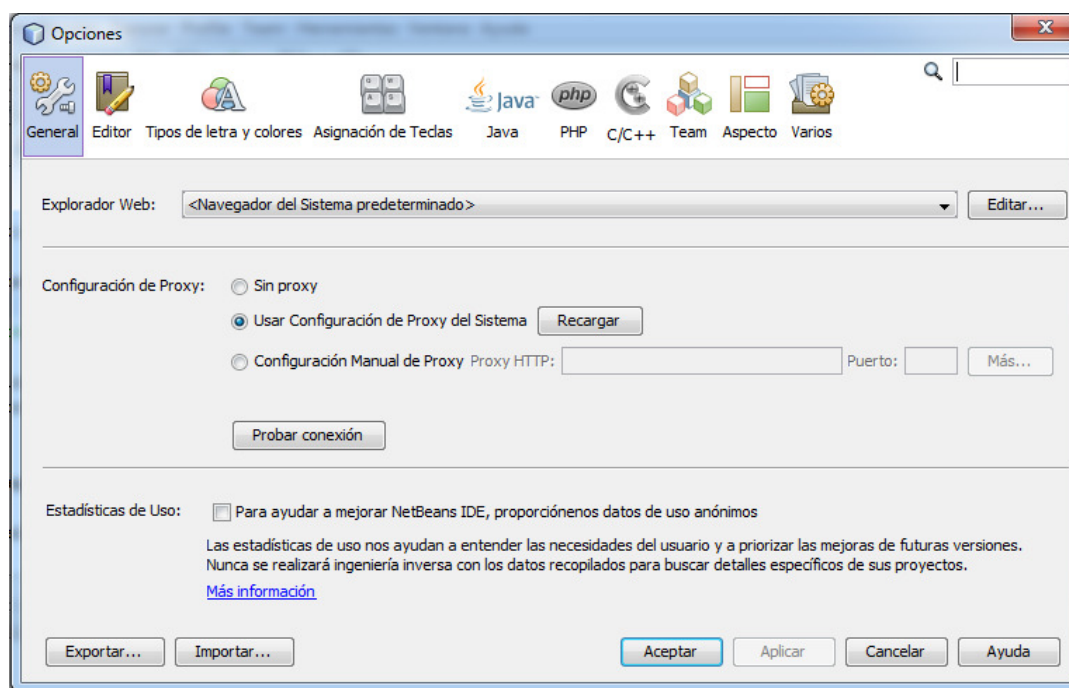 Opciones
General Editor Tipos de letra y colores Asignación de Teclas Java PHP C/C++ Team Aspecto Varios
Java php C C++
Explorador Web: <Navegador del Sistema predeterminado> Editar...
Configuración de Proxy: Sin proxy
Usar Configuración de Proxy del Sistema Recargar
Configuración Manual de Proxy Proxy HTTP: Puerto: Más...
Probar conexión
Estadísticas de Uso: Para ayudar a mejorar NetBeans IDE, proporciónenos datos de uso anónimos
Las estadísticas de uso nos ayudan a entender las necesidades del usuario y a priorizar las mejoras de futuras versiones.
Nunca se realizará ingeniería inversa con los datos recopilados para buscar detalles específicos de sus proyectos.
Más información
Exportar... Importar... Aceptar Aplicar Cancelar Ayuda